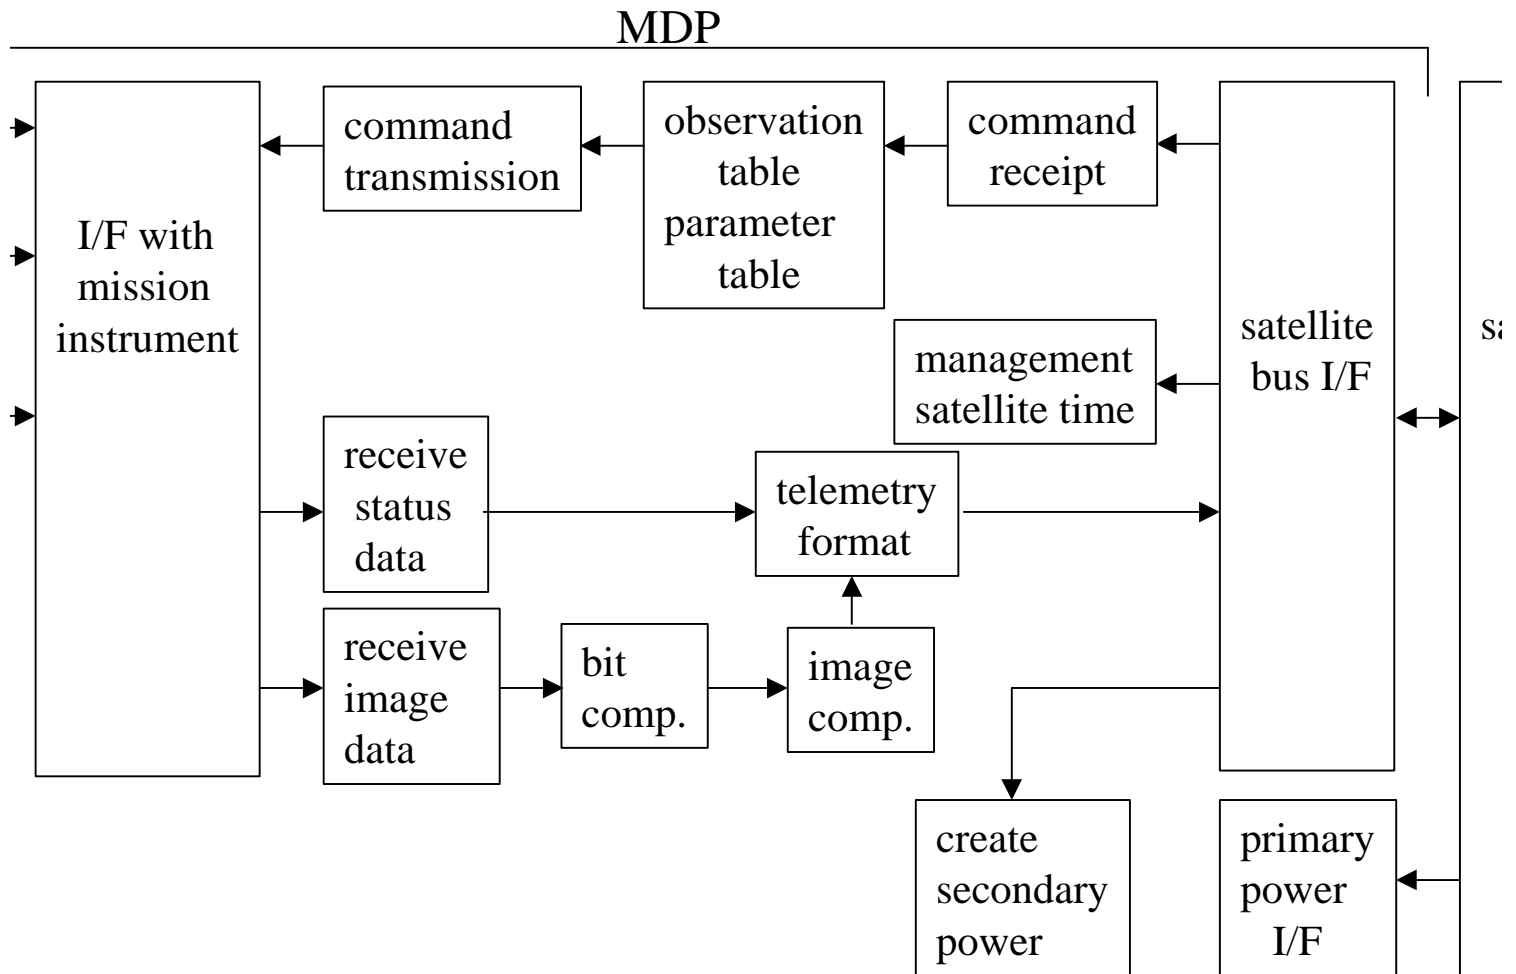 MDP
I/F with
mission
instrument
command
transmission
observation
table
parameter
table
command
receipt
management
satellite time
satellite
bus I/F
receive
status
data
telemetry
format
receive
image
data
bit
comp.
image
comp.
create
secondary
power
primary
power
I/F